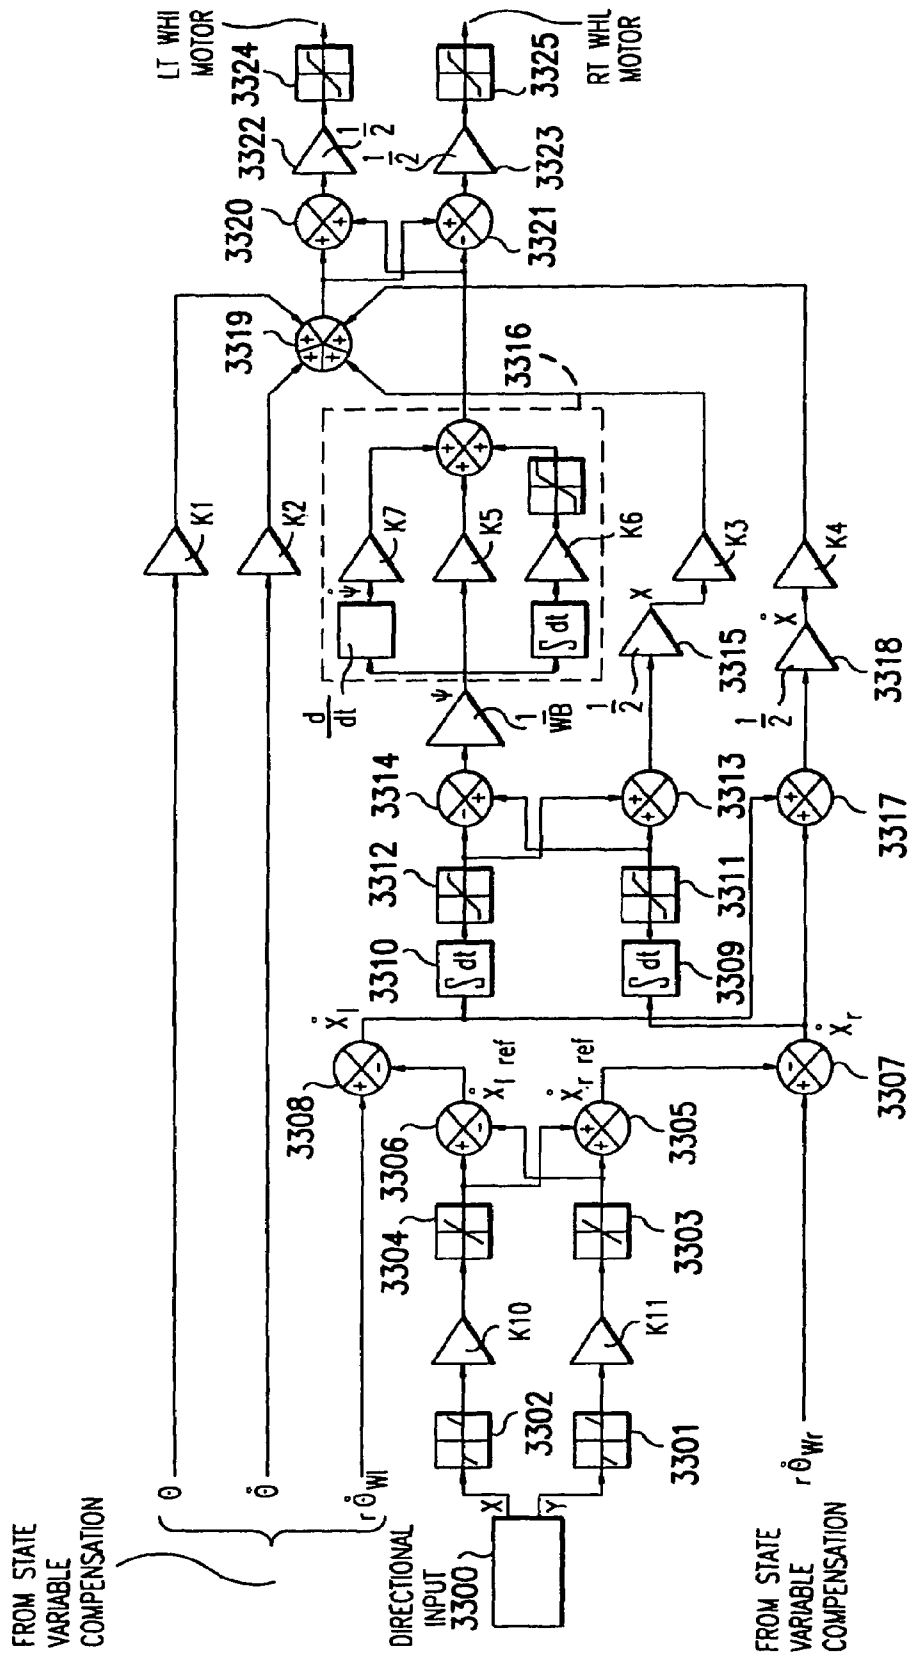 FROM STATE
VARIABLE
COMPENSATION
θ
θ̇
r θ̇Wl
DIRECTIONAL
INPUT
3300
X
Y
FROM STATE
VARIABLE
COMPENSATION
r θ̇Wr
3302
3301
K10
K11
3304
3303
3306
3305
Ẋl ref
Ẋr ref
3308
3307
Ẋl
Ẋr
3310
∫dt
3309
∫dt
3312
3311
3314
3313
3317
1/WB
ψ
1/2
3315
X
1/2
3318
Ẋ
d/dt
ψ̇
∫dt
K7
K5
K6
K1
K2
K3
K4
3316
3319
3320
3321
3322
1/2
1/2
3323
3324
3325
LT WHl
MOTOR
RT WHL
MOTOR